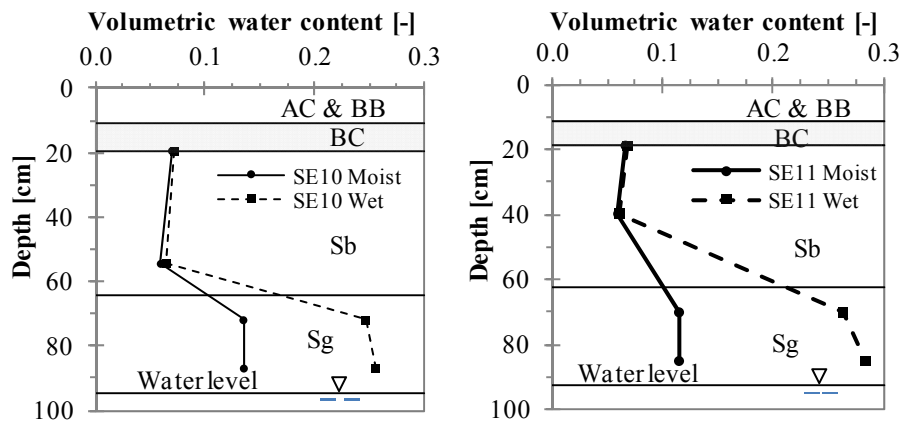 Volumetric water content [-]
0.0 0.1 0.2 0.3
0
20
40
60
80
100
Depth [cm]
AC & BB
BC
SE10 Moist
SE10 Wet
Sb
Sg
Water level
Volumetric water content [-]
0.0 0.1 0.2 0.3
0
20
40
60
80
100
Depth [cm]
AC & BB
BC
SE11 Moist
SE11 Wet
Sb
Sg
Water level